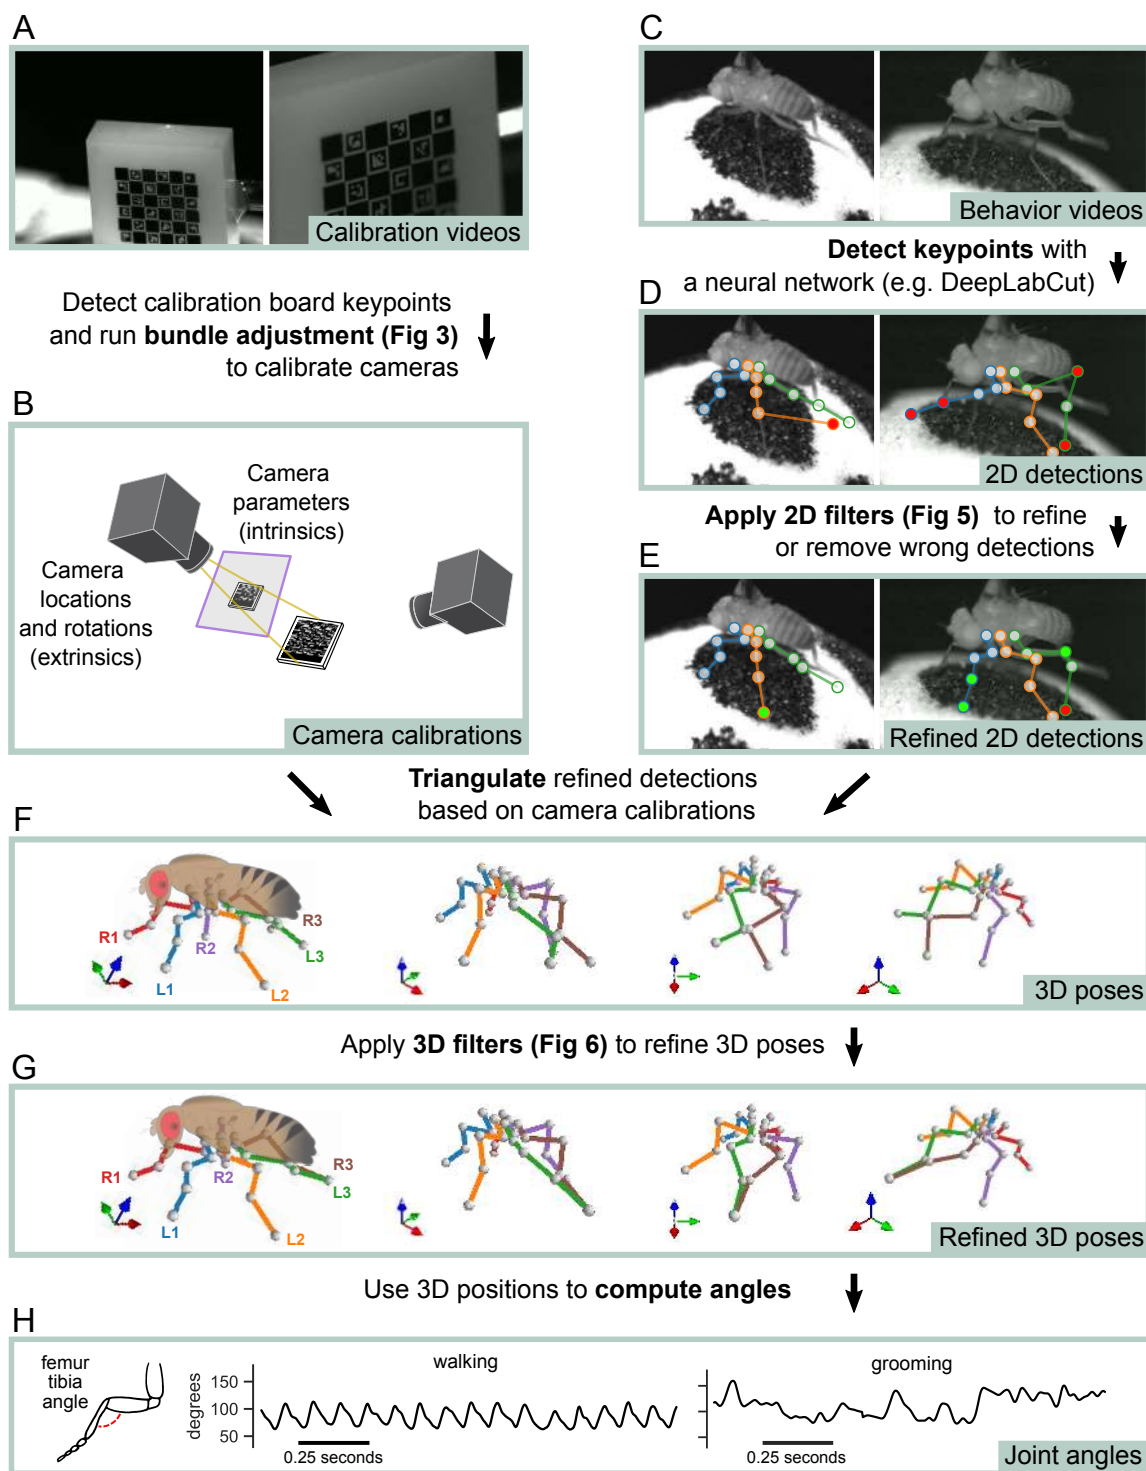 A
Calibration videos
Detect calibration board keypoints
and run bundle adjustment (Fig 3)
to calibrate cameras
B
Camera
parameters
(intrinsics)
Camera
locations
and rotations
(extrinsics)
Camera calibrations
C
Behavior videos
Detect keypoints with
a neural network (e.g. DeepLabCut)
D
2D detections
Apply 2D filters (Fig 5) to refine
or remove wrong detections
E
Refined 2D detections
Triangulate refined detections
based on camera calibrations
F
R1
R2
R3
L3
L1
L2
3D poses
Apply 3D filters (Fig 6) to refine 3D poses
G
R1
R2
R3
L3
L1
L2
Refined 3D poses
Use 3D positions to compute angles
H
femur
tibia
angle
degrees
150
100
50
walking
0.25 seconds
grooming
0.25 seconds
Joint angles